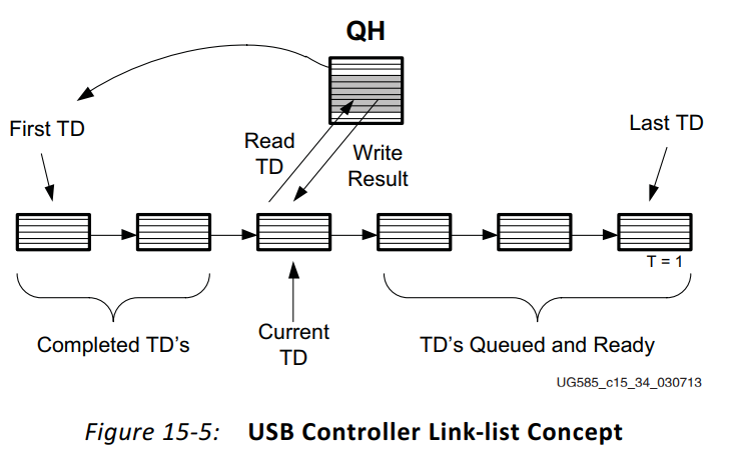 QH
First TD
Read
TD
Write
Result
Last TD
T = 1
Completed TD's
Current
TD
TD's Queued and Ready
UG585_c15_34_030713
Figure 15-5: USB Controller Link-list Concept